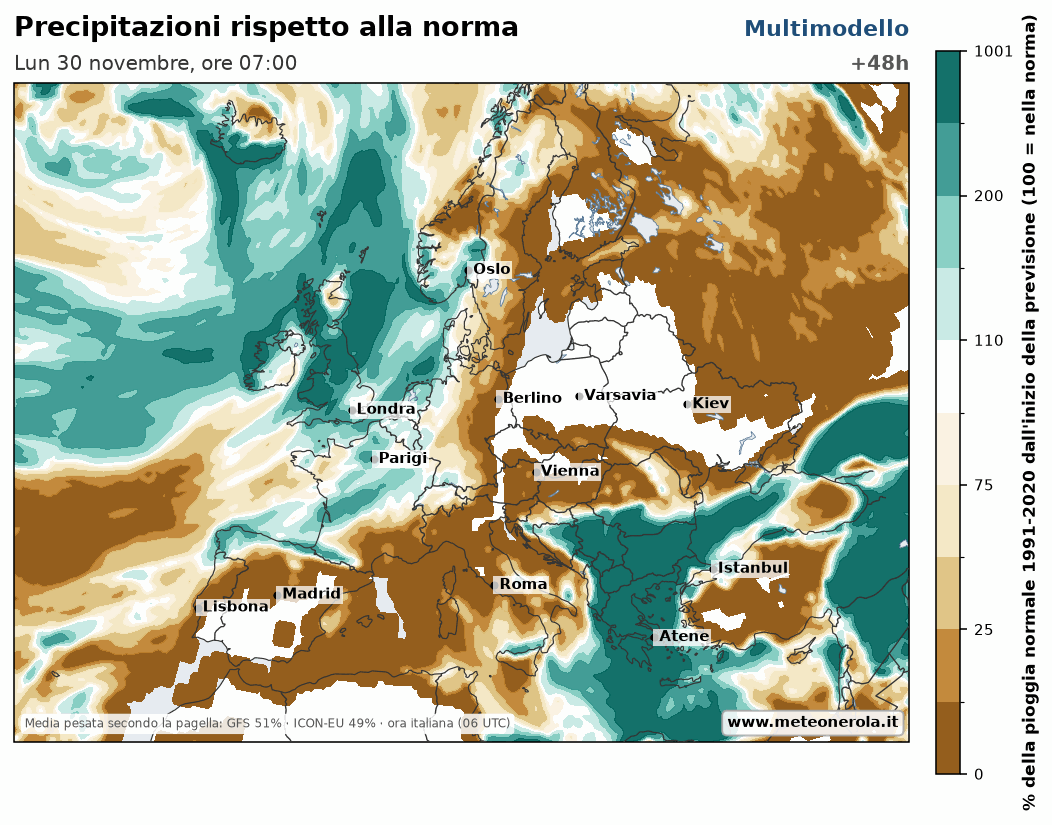 Precipitazioni rispetto alla norma
Multimodello
Lun 30 novembre, ore 07:00
+48h
Oslo
Londra
Berlino
Varsavia
Kiev
Parigi
Vienna
Istanbul
Roma
Madrid
Lisbona
Atene
Media pesata secondo la pagella: GFS 51% · ICON-EU 49% · ora italiana (06 UTC)
www.meteonerola.it
1001
200
110
75
25
0
% della pioggia normale 1991-2020 dall'inizio della previsione (100 = nella norma)